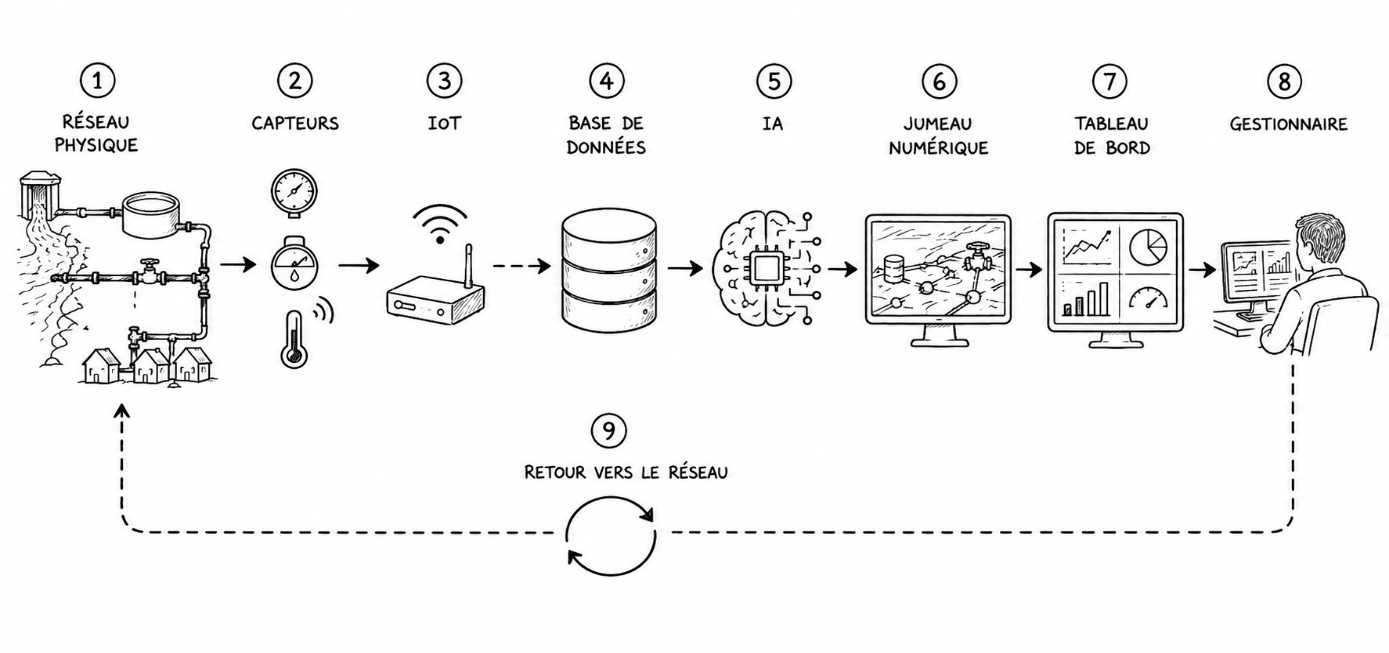 1
RÉSEAU
PHYSIQUE
2
CAPTEURS
3
IoT
4
BASE DE
DONNÉES
5
IA
6
JUMEAU
NUMÉRIQUE
7
TABLEAU
DE BORD
8
GESTIONNAIRE
9
RETOUR VERS LE RÉSEAU